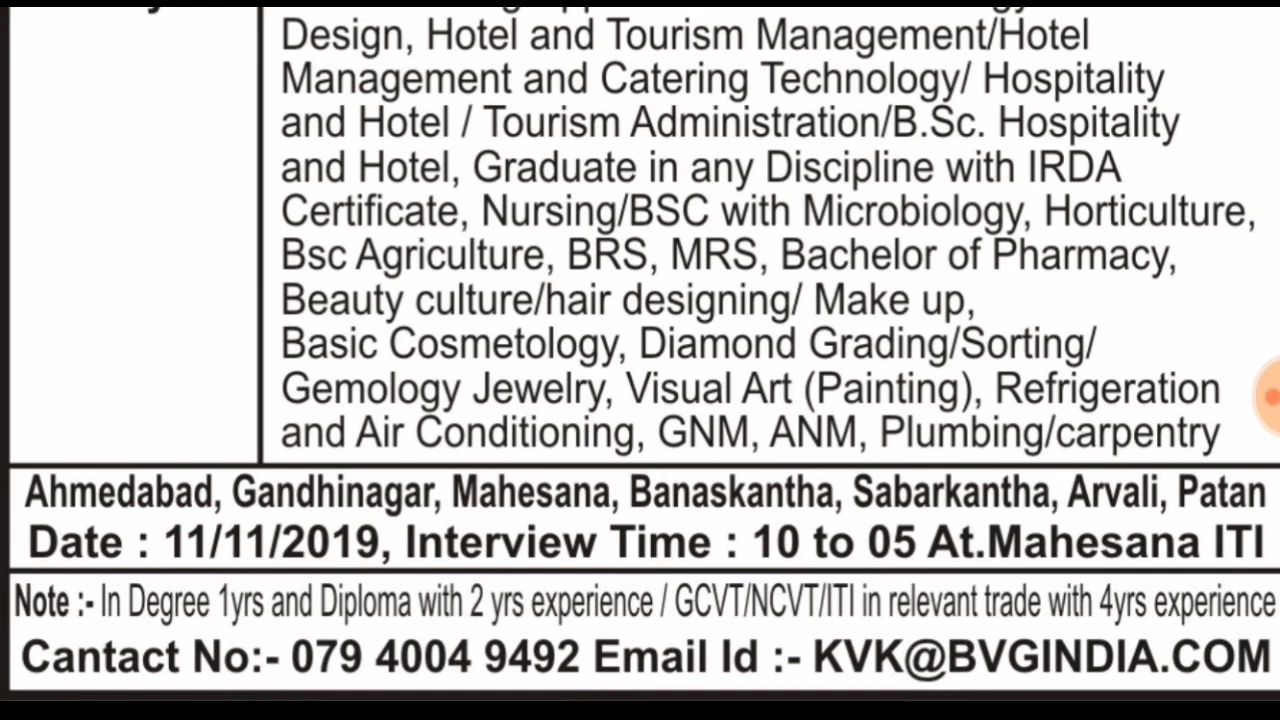 Design, Hotel and Tourism Management/Hotel
Management and Catering Technology/ Hospitality
and Hotel / Tourism Administration/B.Sc. Hospitality
and Hotel, Graduate in any Discipline with IRDA
Certificate, Nursing/BSC with Microbiology, Horticulture,
Bsc Agriculture, BRS, MRS, Bachelor of Pharmacy,
Beauty culture/hair designing/ Make up,
Basic Cosmetology, Diamond Grading/Sorting/
Gemology Jewelry, Visual Art (Painting), Refrigeration
and Air Conditioning, GNM, ANM, Plumbing/carpentry
Ahmedabad, Gandhinagar, Mahesana, Banaskantha, Sabarkantha, Arvali, Patan
Date : 11/11/2019, Interview Time : 10 to 05 At.Mahesana ITI
Note :- In Degree 1yrs and Diploma with 2 yrs experience / GCVT/NCVT/ITI in relevant trade with 4yrs experience
Cantact No:- 079 4004 9492 Email Id :- KVK@BVGINDIA.COM